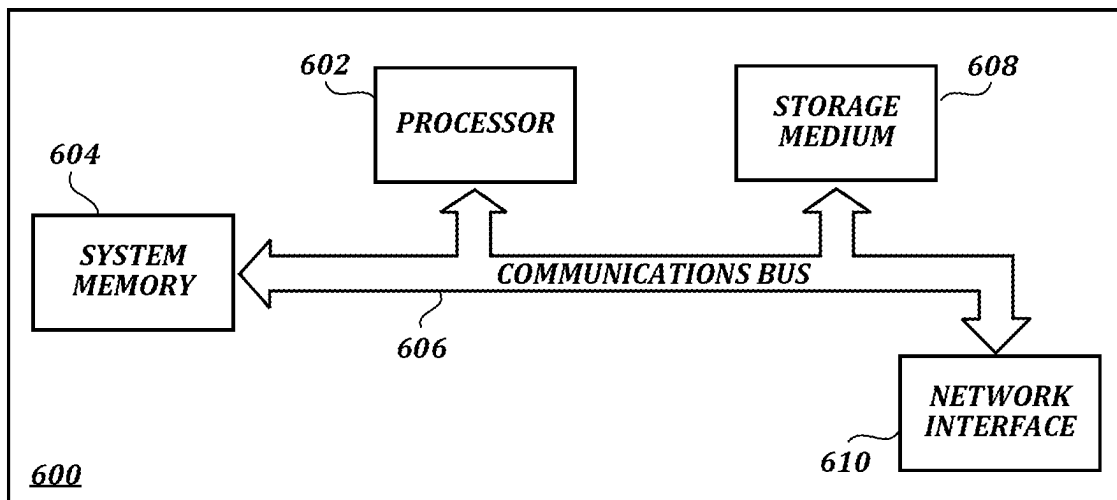 602
PROCESSOR
608
STORAGE
MEDIUM
604
SYSTEM
MEMORY
COMMUNICATIONS BUS
606
NETWORK
INTERFACE
610
600